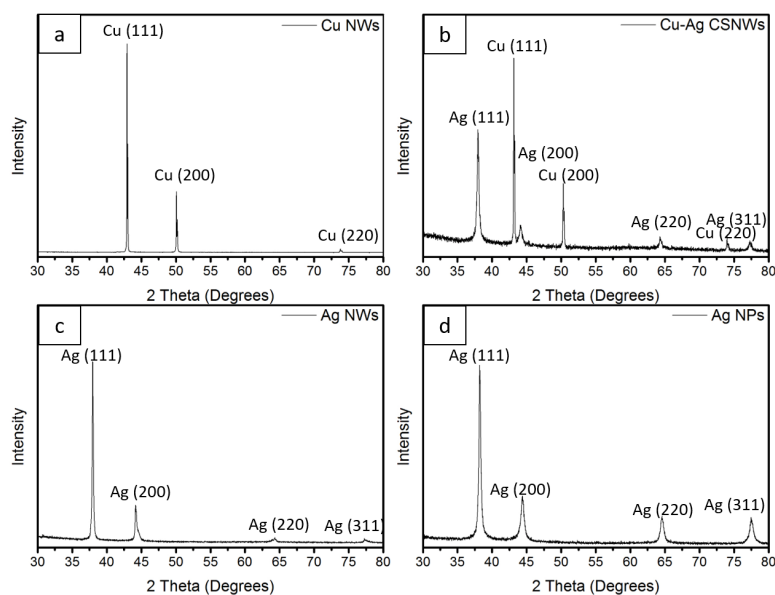 a
Cu NWs
Cu (111)
Cu (200)
Cu (220)
Intensity
30 35 40 45 50 55 60 65 70 75 80
2 Theta (Degrees)
b
Cu-Ag CSNWs
Cu (111)
Ag (111)
Ag (200)
Cu (200)
Ag (220)
Ag (311)
Cu (220)
Intensity
30 35 40 45 50 55 60 65 70 75 80
2 Theta (Degrees)
c
Ag NWs
Ag (111)
Ag (200)
Ag (220)
Ag (311)
Intensity
30 35 40 45 50 55 60 65 70 75 80
2 Theta (Degrees)
d
Ag NPs
Ag (111)
Ag (200)
Ag (220)
Ag (311)
Intensity
30 35 40 45 50 55 60 65 70 75 80
2 Theta (Degrees)